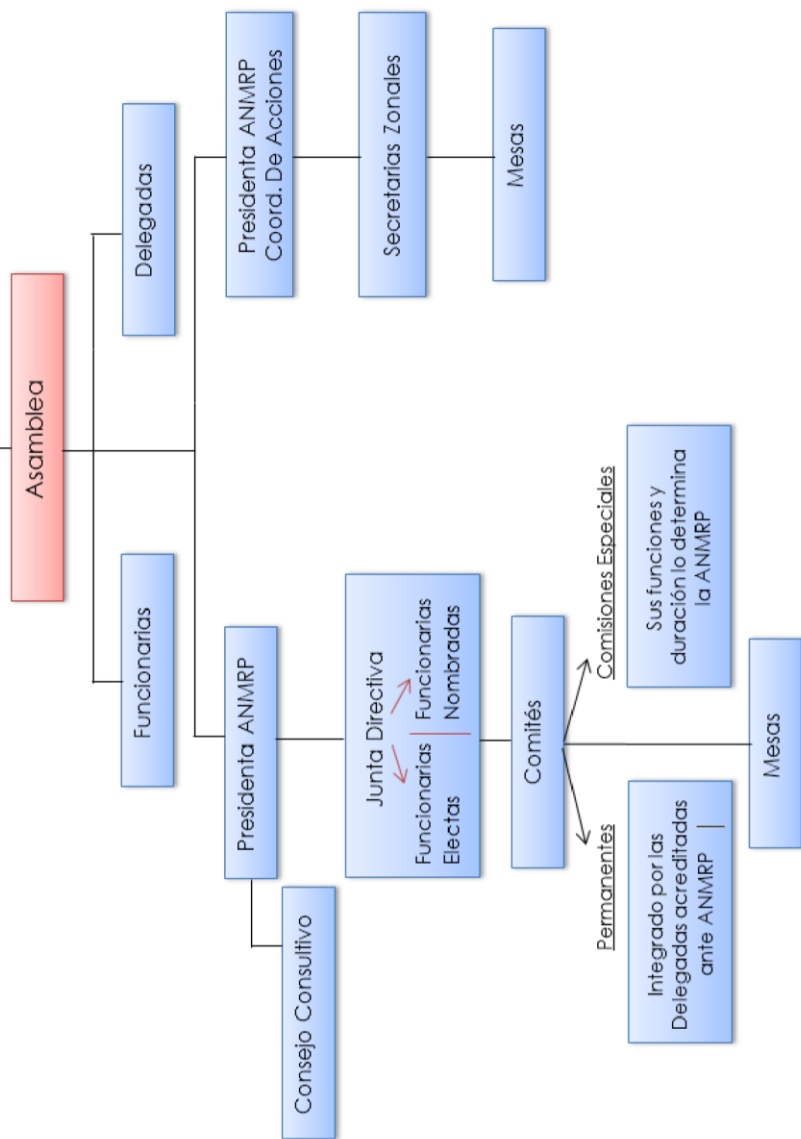 Asamblea
Funcionarias
Delegadas
Presidenta ANMRP
Presidenta ANMRP
Coord. De Acciones
Consejo Consultivo
Junta Directiva
Funcionarias
Electas
Funcionarias
Nombradas
Secretarias Zonales
Mesas
Comités
Permanentes
Comisiones Especiales
Integrado por las
Delegadas acreditadas
ante ANMRP
Sus funciones y
duración lo determina
la ANMRP
Mesas